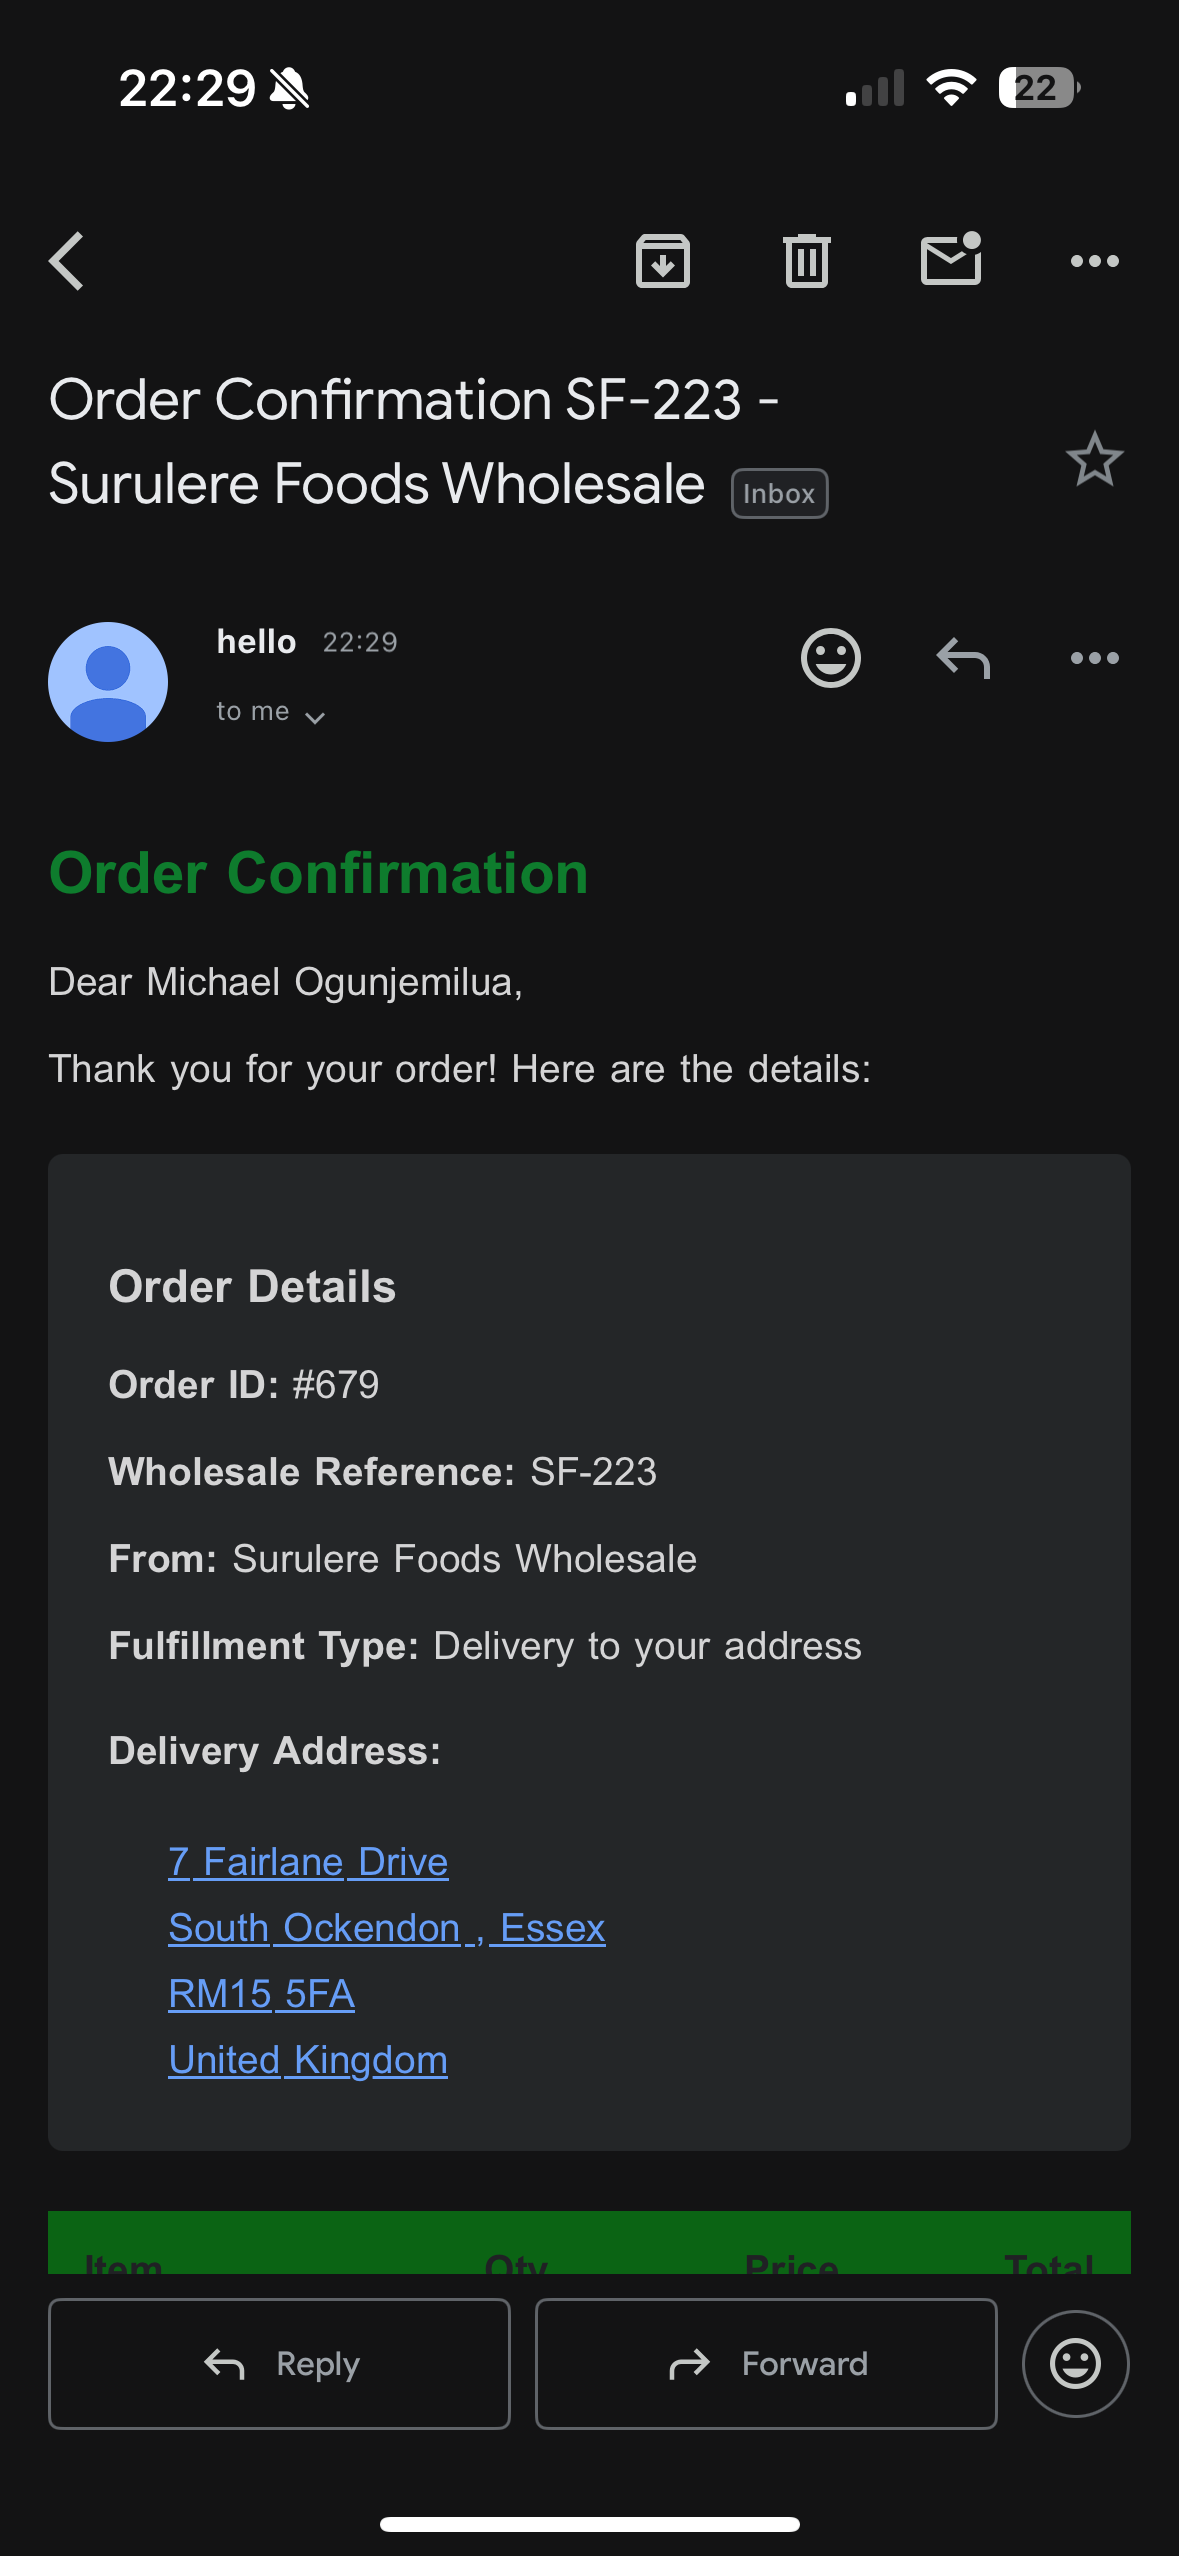 22:29
22
Order Confirmation SF-223 -
Surulere Foods Wholesale Inbox
hello 22:29
to me
Order Confirmation
Dear Michael Ogunjemilua,
Thank you for your order! Here are the details:
Order Details
Order ID: #679
Wholesale Reference: SF-223
From: Surulere Foods Wholesale
Fulfillment Type: Delivery to your address
Delivery Address:
7 Fairlane Drive
South Ockendon , Essex
RM15 5FA
United Kingdom
Item Qty Price Total
Reply Forward